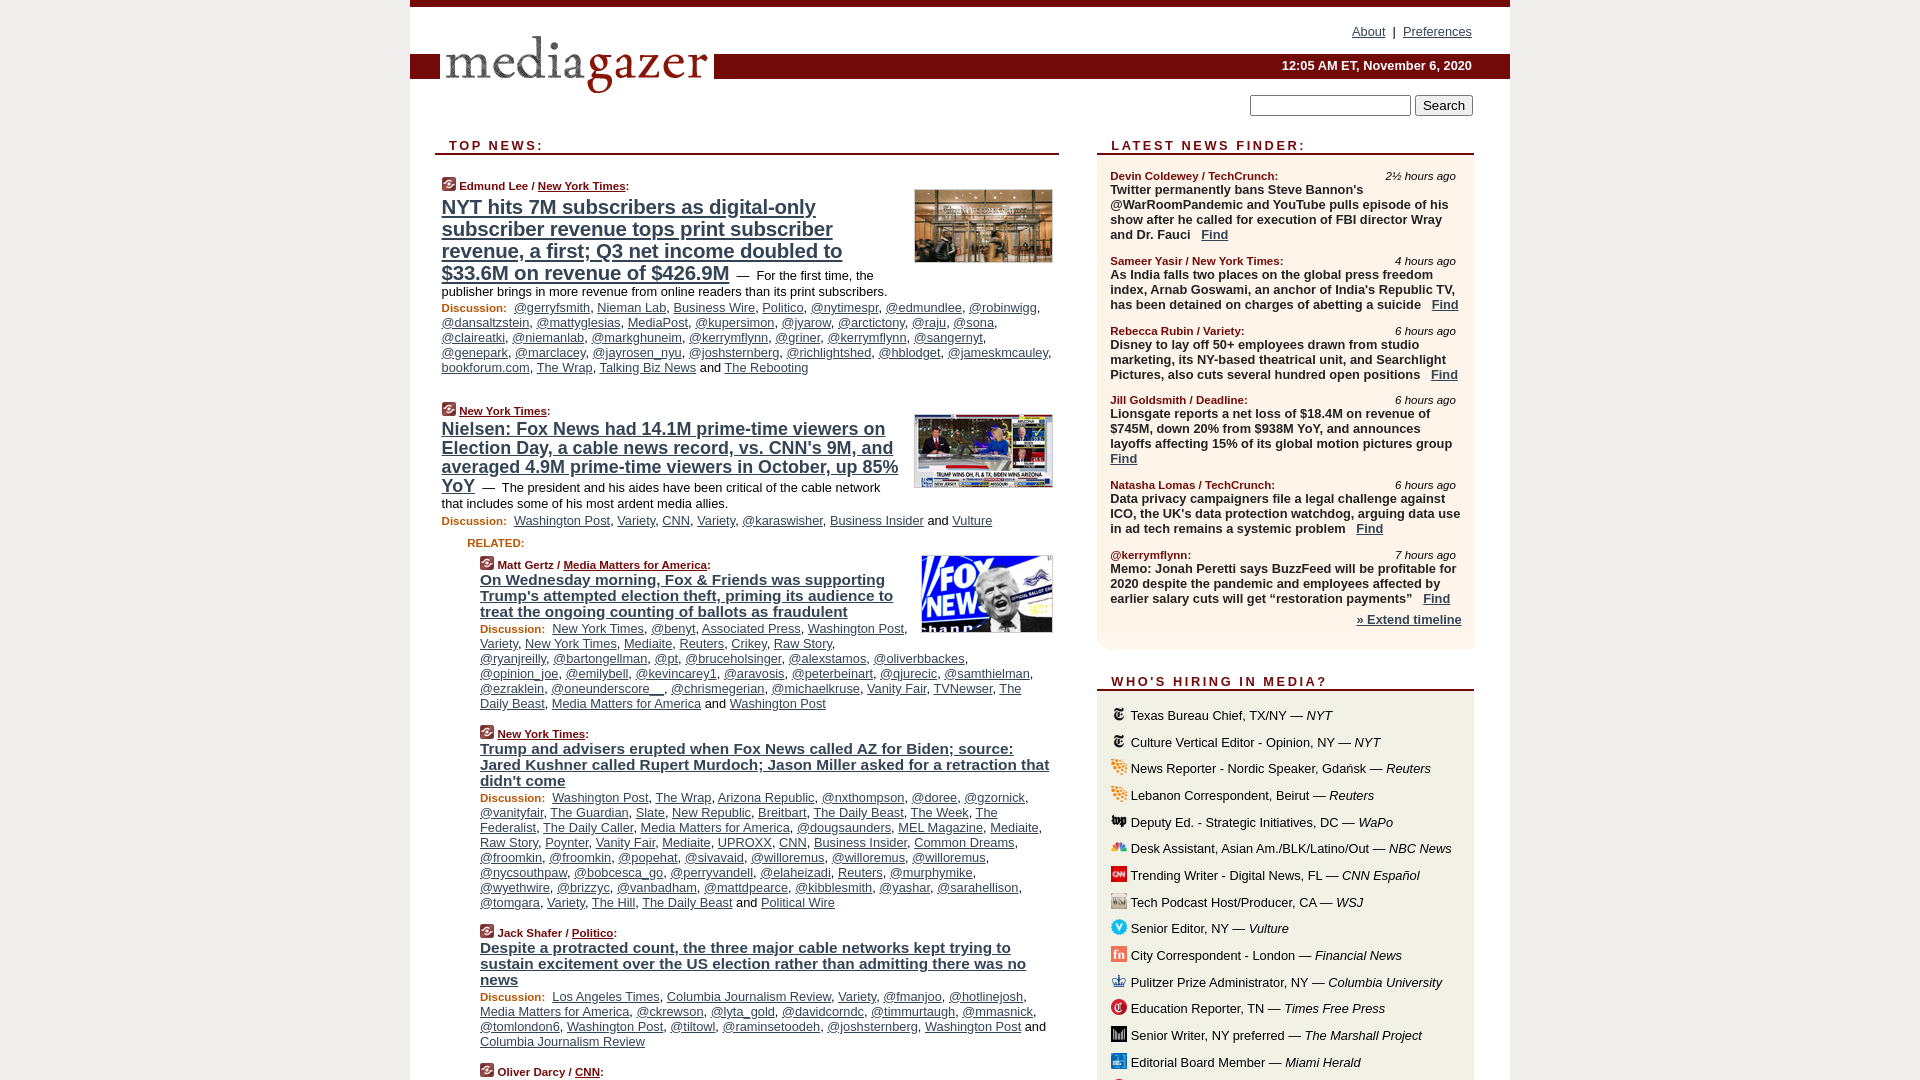 About | Preferences
mediagazer
12:05 AM ET, November 6, 2020
Search
TOP NEWS:
Edmund Lee / New York Times:
NYT hits 7M subscribers as digital-only
subscriber revenue tops print subscriber
revenue, a first; Q3 net income doubled to
$33.6M on revenue of $426.9M — For the first time, the
publisher brings in more revenue from online readers than its print subscribers.
Discussion: @gerryfsmith, Nieman Lab, Business Wire, Politico, @nytimespr, @edmundlee, @robinwigg,
@dansaltzstein, @mattyglesias, MediaPost, @kupersimon, @jyarow, @arctictony, @raju, @sona,
@claireatki, @niemanlab, @markghuneim, @kerrymflynn, @griner, @kerrymflynn, @sangernyt,
@genepark, @marclacey, @jayrosen_nyu, @joshsternberg, @richlightshed, @hblodget, @jameskmcauley,
bookforum.com, The Wrap, Talking Biz News and The Rebooting
New York Times:
Nielsen: Fox News had 14.1M prime-time viewers on
Election Day, a cable news record, vs. CNN's 9M, and
averaged 4.9M prime-time viewers in October, up 85%
YoY — The president and his aides have been critical of the cable network
that includes some of his most ardent media allies.
Discussion: Washington Post, Variety, CNN, Variety, @karaswisher, Business Insider and Vulture
TRUMP WINS OH, FL & TX, BIDEN WINS ARIZONA
RELATED:
Matt Gertz / Media Matters for America:
On Wednesday morning, Fox & Friends was supporting
Trump's attempted election theft, priming its audience to
treat the ongoing counting of ballots as fraudulent
FOX
NEWS
Discussion: New York Times, @benyt, Associated Press, Washington Post,
Variety, New York Times, Mediaite, Reuters, Crikey, Raw Story,
@ryanjreilly, @bartongellman, @pt, @bruceholsinger, @alexstamos, @oliverbbackes,
@opinion_joe, @emilybell, @kevincarey1, @aravosis, @peterbeinart, @qjurecic, @samthielman,
@ezraklein, @oneunderscore__, @chrismegerian, @michaelkruse, Vanity Fair, TVNewser, The
Daily Beast, Media Matters for America and Washington Post
New York Times:
Trump and advisers erupted when Fox News called AZ for Biden; source:
Jared Kushner called Rupert Murdoch; Jason Miller asked for a retraction that
didn't come
Discussion: Washington Post, The Wrap, Arizona Republic, @nxthompson, @doree, @gzornick,
@vanityfair, The Guardian, Slate, New Republic, Breitbart, The Daily Beast, The Week, The
Federalist, The Daily Caller, Media Matters for America, @dougsaunders, MEL Magazine, Mediaite,
Raw Story, Poynter, Vanity Fair, Mediaite, UPROXX, CNN, Business Insider, Common Dreams,
@froomkin, @froomkin, @popehat, @sivavaid, @willoremus, @willoremus, @willoremus,
@nycsouthpaw, @bobcesca_go, @perryvandell, @elaheizadi, Reuters, @murphymike,
@wyethwire, @brizzyc, @vanbadham, @mattdpearce, @kibblesmith, @yashar, @sarahellison,
@tomgara, Variety, The Hill, The Daily Beast and Political Wire
Jack Shafer / Politico:
Despite a protracted count, the three major cable networks kept trying to
sustain excitement over the US election rather than admitting there was no
news
Discussion: Los Angeles Times, Columbia Journalism Review, Variety, @fmanjoo, @hotlinejosh,
Media Matters for America, @ckrewson, @lyta_gold, @davidcorndc, @timmurtaugh, @mmasnick,
@tomlondon6, Washington Post, @tiltowl, @raminsetoodeh, @joshsternberg, Washington Post and
Columbia Journalism Review
Oliver Darcy / CNN:
LATEST NEWS FINDER:
Devin Coldewey / TechCrunch: 2½ hours ago
Twitter permanently bans Steve Bannon's
@WarRoomPandemic and YouTube pulls episode of his
show after he called for execution of FBI director Wray
and Dr. Fauci Find
Sameer Yasir / New York Times: 4 hours ago
As India falls two places on the global press freedom
index, Arnab Goswami, an anchor of India's Republic TV,
has been detained on charges of abetting a suicide Find
Rebecca Rubin / Variety: 6 hours ago
Disney to lay off 50+ employees drawn from studio
marketing, its NY-based theatrical unit, and Searchlight
Pictures, also cuts several hundred open positions Find
Jill Goldsmith / Deadline: 6 hours ago
Lionsgate reports a net loss of $18.4M on revenue of
$745M, down 20% from $938M YoY, and announces
layoffs affecting 15% of its global motion pictures group
Find
Natasha Lomas / TechCrunch: 6 hours ago
Data privacy campaigners file a legal challenge against
ICO, the UK's data protection watchdog, arguing data use
in ad tech remains a systemic problem Find
@kerrymflynn: 7 hours ago
Memo: Jonah Peretti says BuzzFeed will be profitable for
2020 despite the pandemic and employees affected by
earlier salary cuts will get “restoration payments” Find
» Extend timeline
WHO'S HIRING IN MEDIA?
Texas Bureau Chief, TX/NY — NYT
Culture Vertical Editor - Opinion, NY — NYT
News Reporter - Nordic Speaker, Gdańsk — Reuters
Lebanon Correspondent, Beirut — Reuters
Deputy Ed. - Strategic Initiatives, DC — WaPo
Desk Assistant, Asian Am./BLK/Latino/Out — NBC News
Trending Writer - Digital News, FL — CNN Español
Tech Podcast Host/Producer, CA — WSJ
Senior Editor, NY — Vulture
City Correspondent - London — Financial News
Pulitzer Prize Administrator, NY — Columbia University
Education Reporter, TN — Times Free Press
Senior Writer, NY preferred — The Marshall Project
Editorial Board Member — Miami Herald